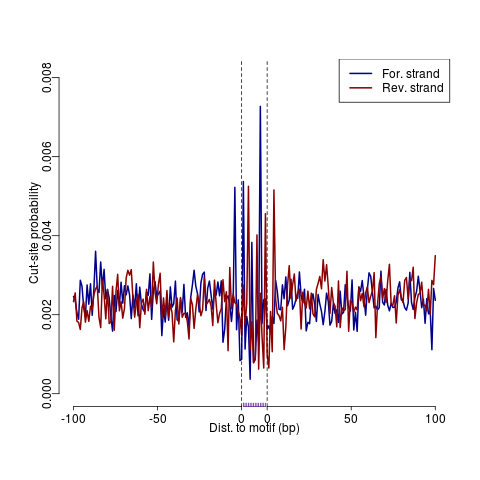 For. strand
Rev. strand
Cut-site probability
0.008
0.006
0.004
0.002
0.000
-100 -50 0 0 50 100
Dist. to motif (bp)